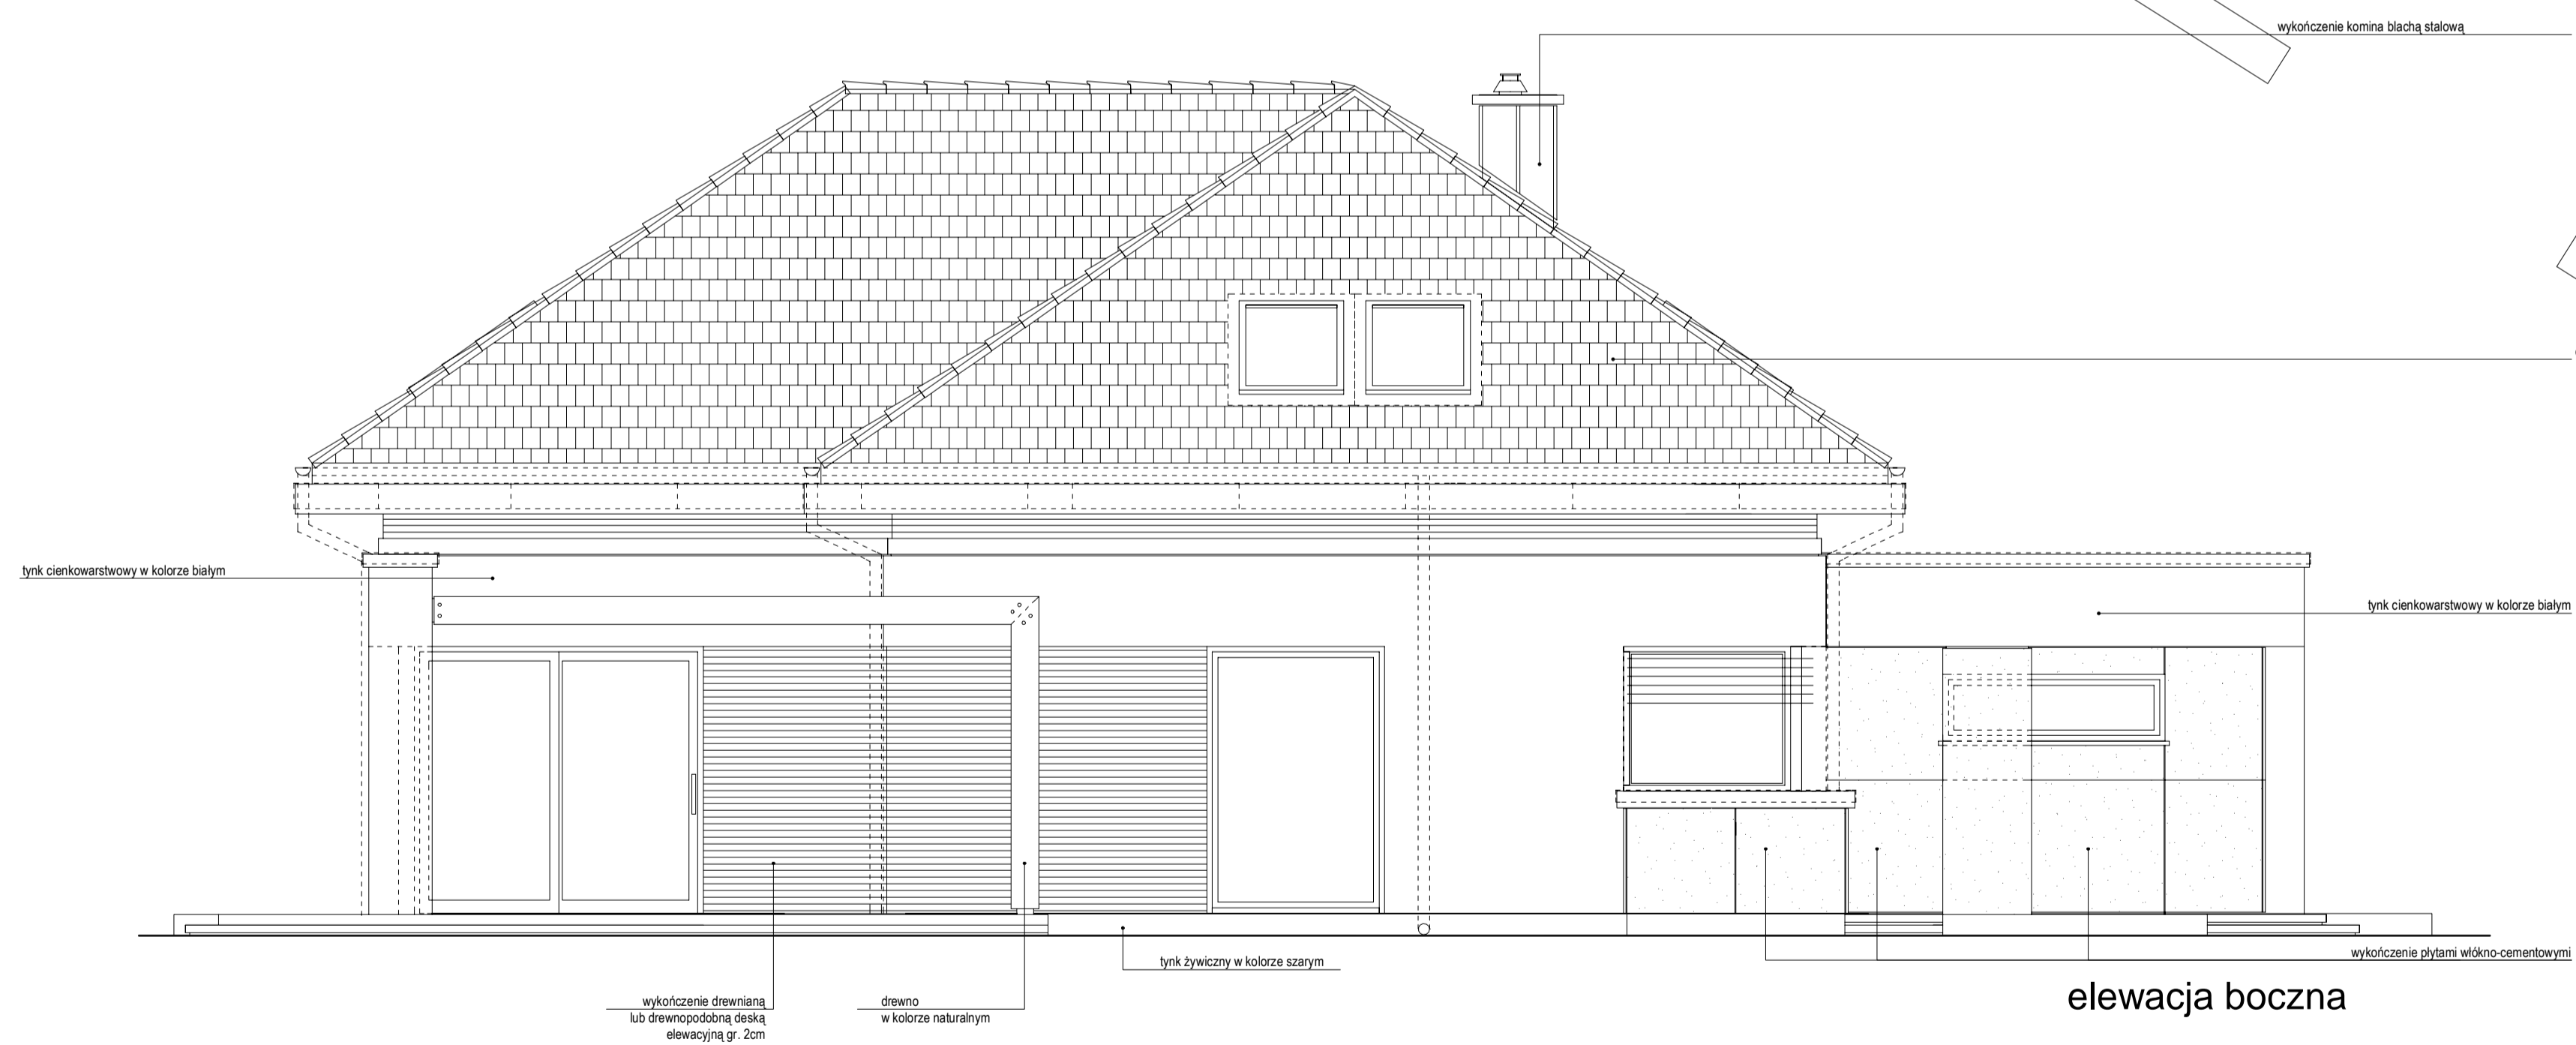 wykończenie komina blachą stalową
tynk cienkowarstwowy w kolorze białym
tynk cienkowarstwowy w kolorze białym
wykończenie płytami włókno-cementowymi
tynk żywiczny w kolorze szarym
wykończenie drewnianą
lub drewnopodobną deską
elewacyjną gr. 2cm
drewno
w kolorze naturalnym
elewacja boczna